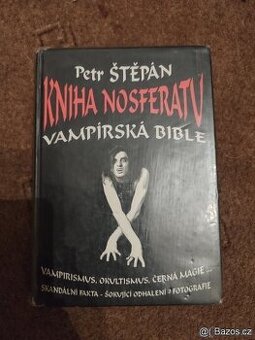 Petr ŠTĚPÁN
KNIHA NOSFERATU
VAMPÍRSKÁ BIBLE
VAMPIRISMUS, OKULTISMUS, ČERNÁ MAGIE...
SKANDÁLNÍ FAKTA - ŠOKUJÍCÍ ODHALENÍ - FOTOGRAFIE
Bazos.cz